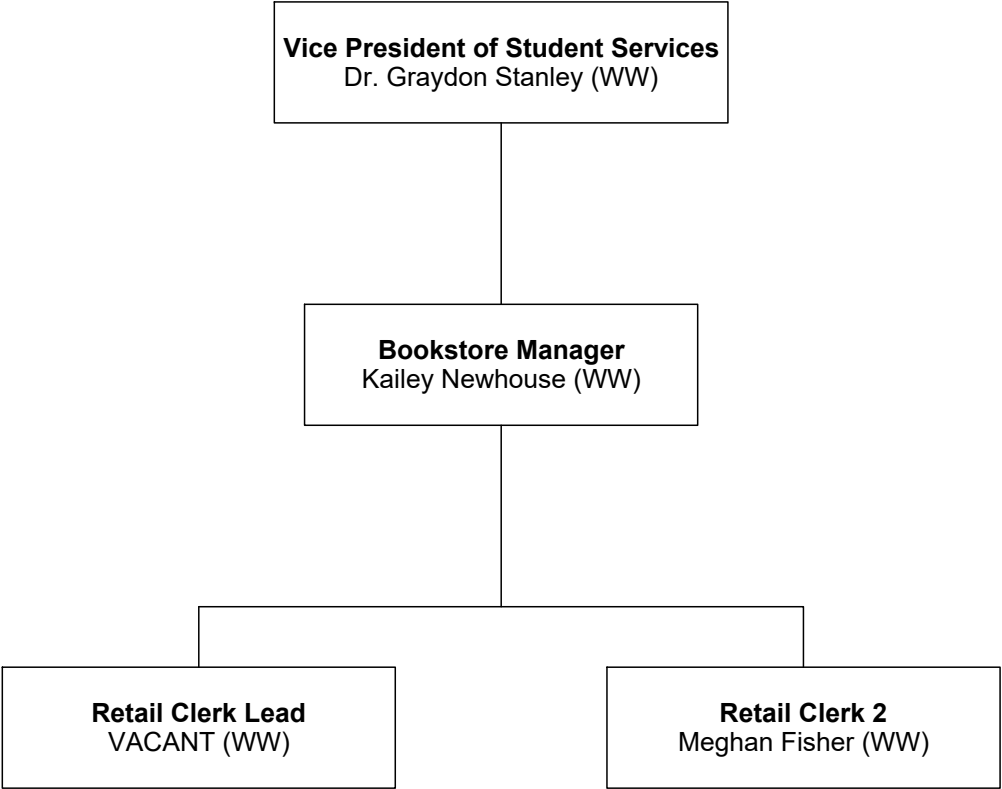 Vice President of Student Services
Dr. Graydon Stanley (WW)
Bookstore Manager
Kailey Newhouse (WW)
Retail Clerk Lead
VACANT (WW)
Retail Clerk 2
Meghan Fisher (WW)